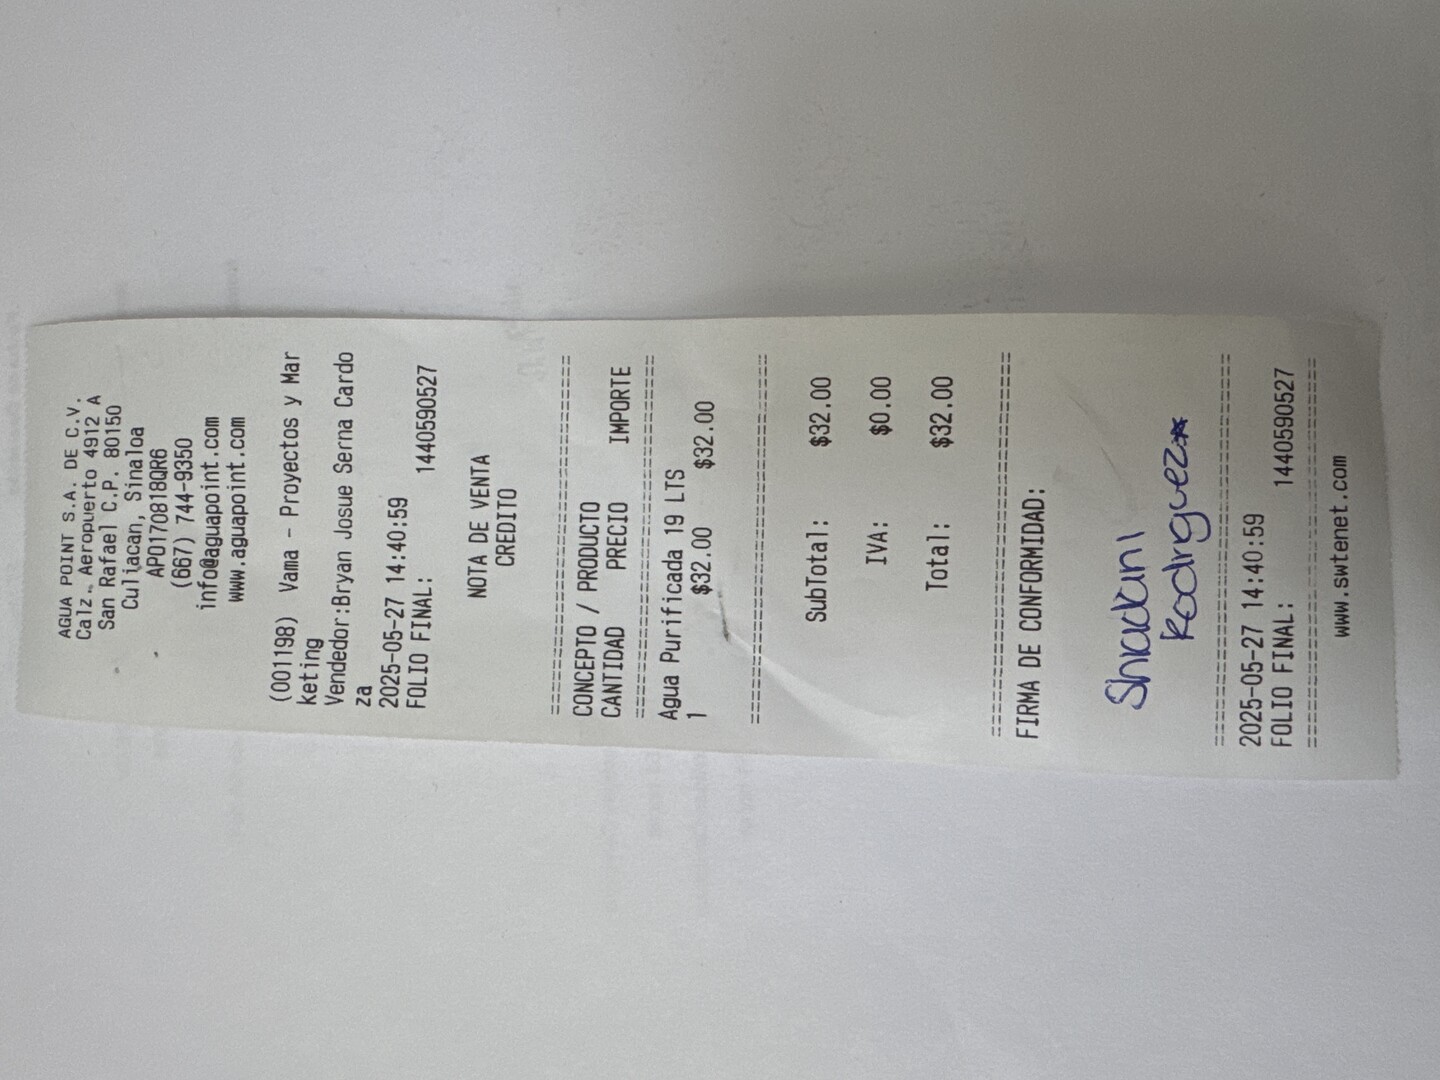 AGUA POINT S.A. DE C.V.
Calz. Aeropuerto 4912 A
San Rafael C.P. 80150
Culiacan, Sinaloa
APO170818QR6
(667) 744-9350
info@aguapoint.com
www.aguapoint.com
(001198) Vama - Proyectos y Mar
keting
Vendedor:Bryan Josue Serna Cardo
za
2025-05-27 14:40:59
FOLIO FINAL: 1440590527
NOTA DE VENTA
CREDITO
================================
CONCEPTO / PRODUCTO
CANTIDAD PRECIO IMPORTE
================================
Agua Purificada 19 LTS
1 $32.00 $32.00
================================
SubTotal: $32.00
IVA: $0.00
Total: $32.00
================================
FIRMA DE CONFORMIDAD:
Shiadani
Rodriguez*
================================
2025-05-27 14:40:59
FOLIO FINAL: 1440590527
================================
www.swtenet.com